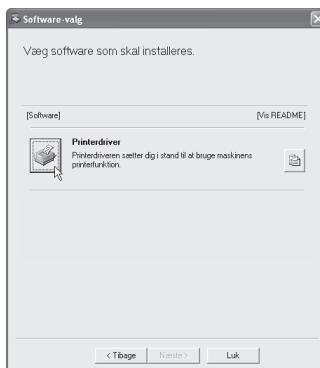 Software-valg
Væg software som skal installeres.
[Software] [Vis README]
Printerdriver
Printerdriveren sætter dig i stand til at bruge maskinens
printerfunktion.
< Tibage Næste > Luk